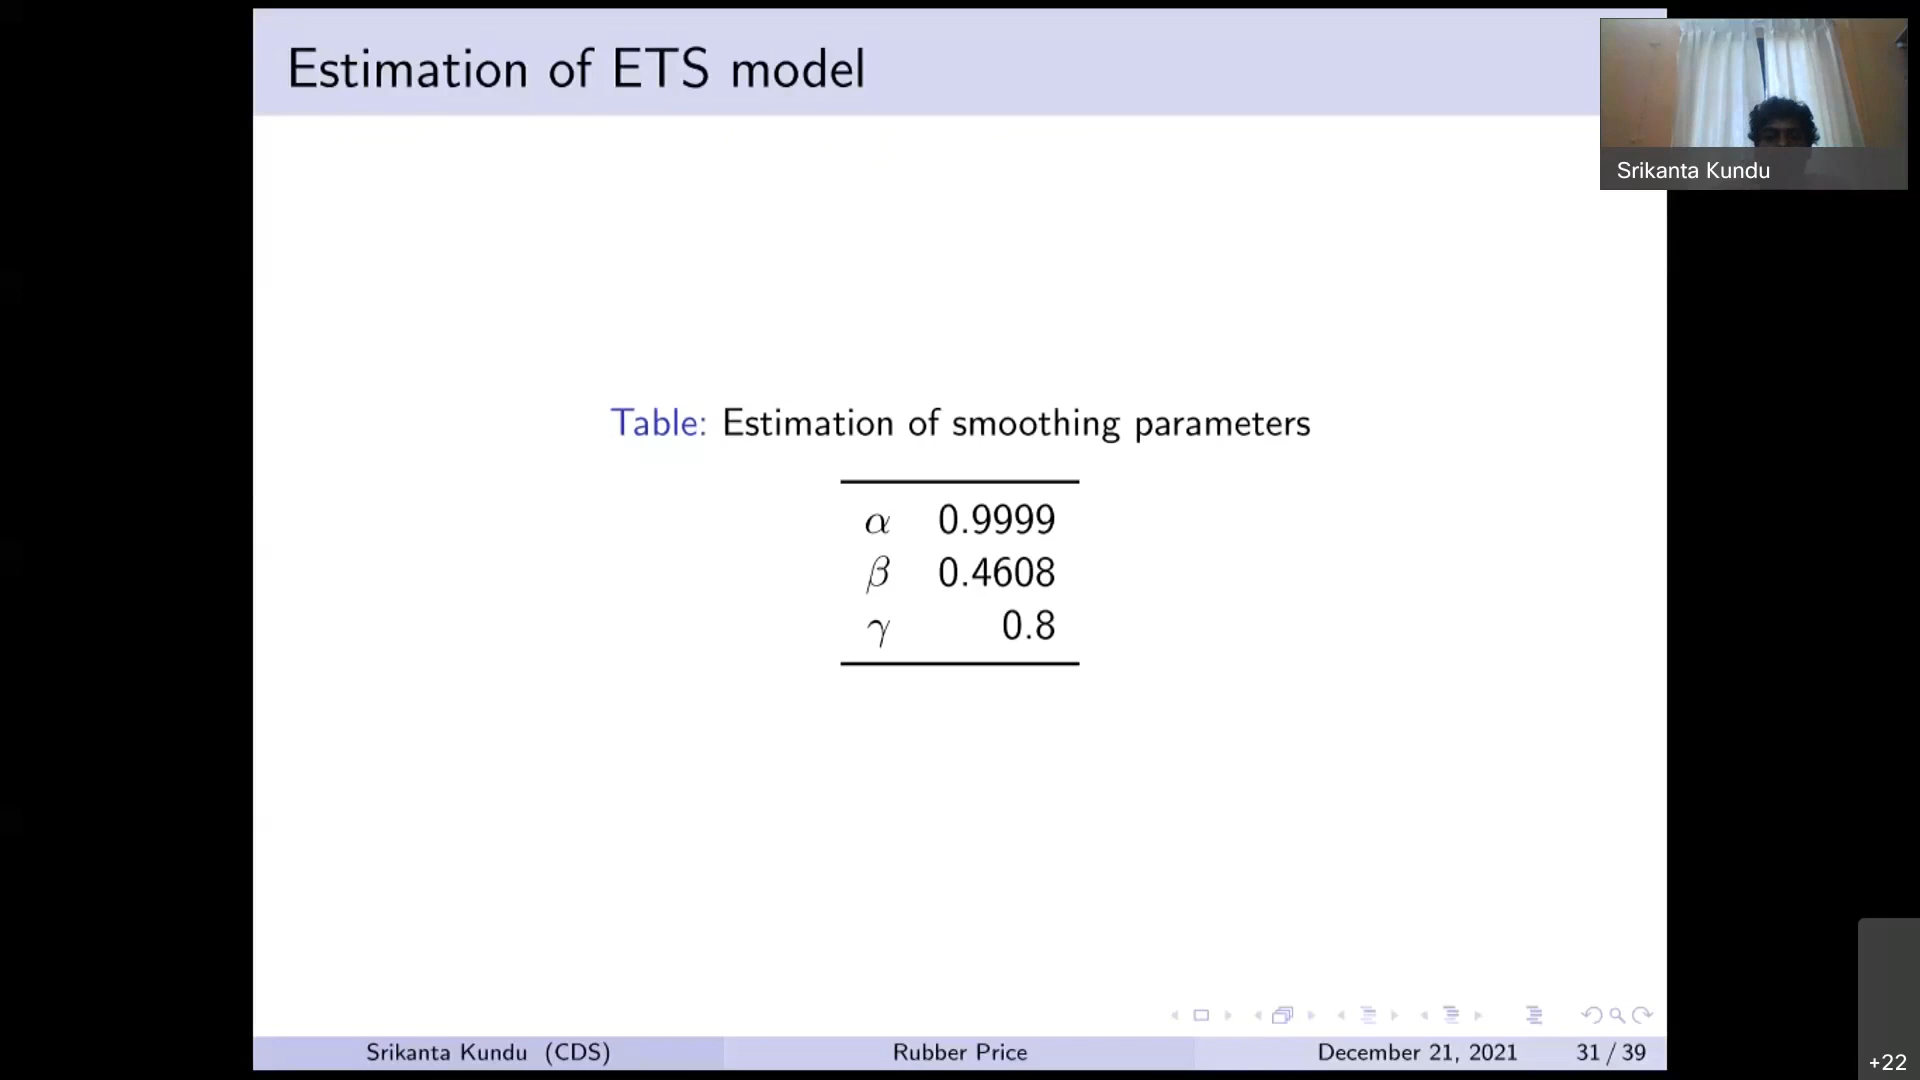 Estimation of ETS model
Srikanta Kundu
Table: Estimation of smoothing parameters
α 0.9999
β 0.4608
γ 0.8
Srikanta Kundu (CDS) Rubber Price December 21, 2021 31 / 39
+22